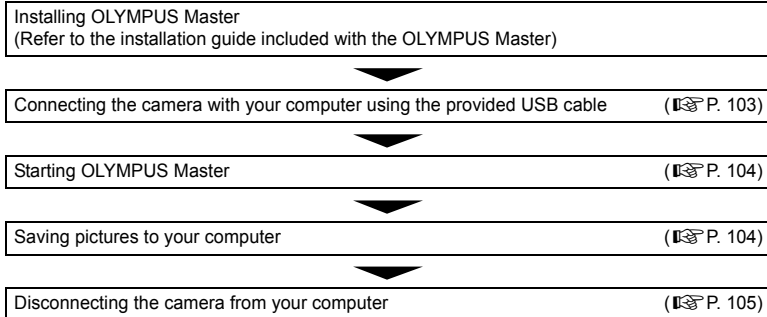 Installing OLYMPUS Master
(Refer to the installation guide included with the OLYMPUS Master)
Connecting the camera with your computer using the provided USB cable (☞P. 103)
Starting OLYMPUS Master (☞P. 104)
Saving pictures to your computer (☞P. 104)
Disconnecting the camera from your computer (☞P. 105)